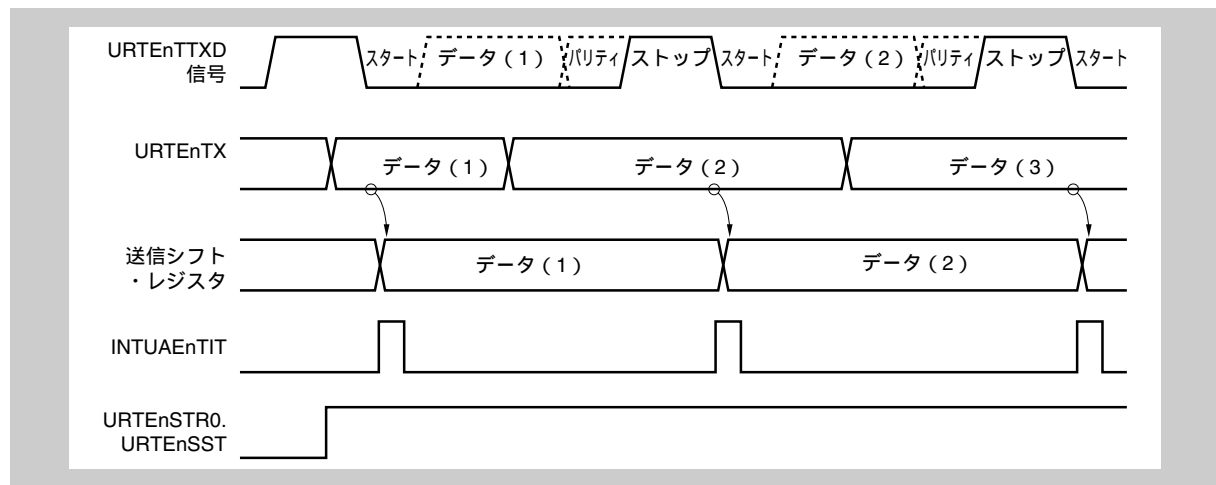 URTEnTTXD
信号
スタート データ（1） パリティ ストップ スタート データ（2） パリティ ストップ スタート
URTEnTX
データ（1） データ（2） データ（3）
送信シフト
・レジスタ
データ（1） データ（2）
INTUAEnTIT
URTEnSTR0.
URTEnSST